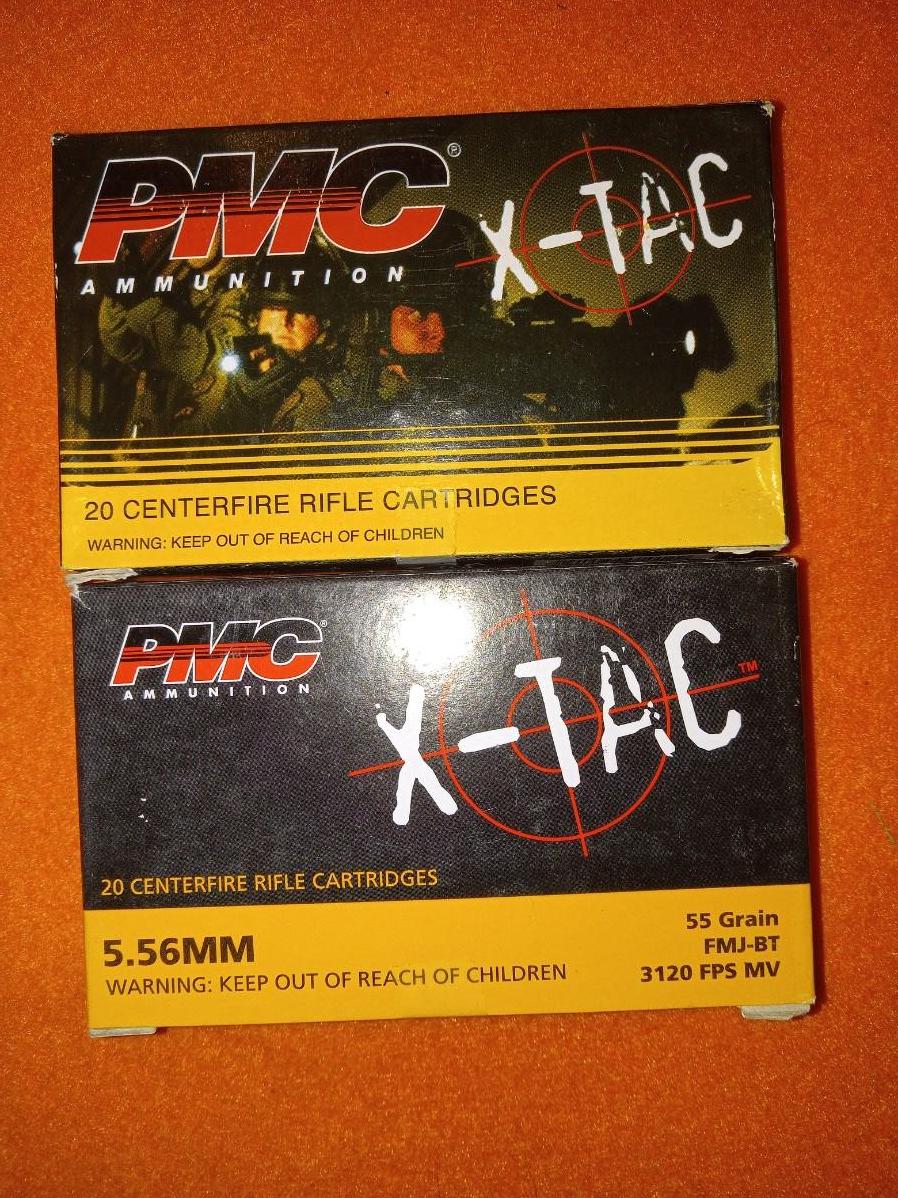 PMC®
AMMUNITION
X-TAC
20 CENTERFIRE RIFLE CARTRIDGES
WARNING: KEEP OUT OF REACH OF CHILDREN
PMC®
AMMUNITION
X-TAC™
20 CENTERFIRE RIFLE CARTRIDGES
5.56MM
WARNING: KEEP OUT OF REACH OF CHILDREN
55 Grain
FMJ-BT
3120 FPS MV